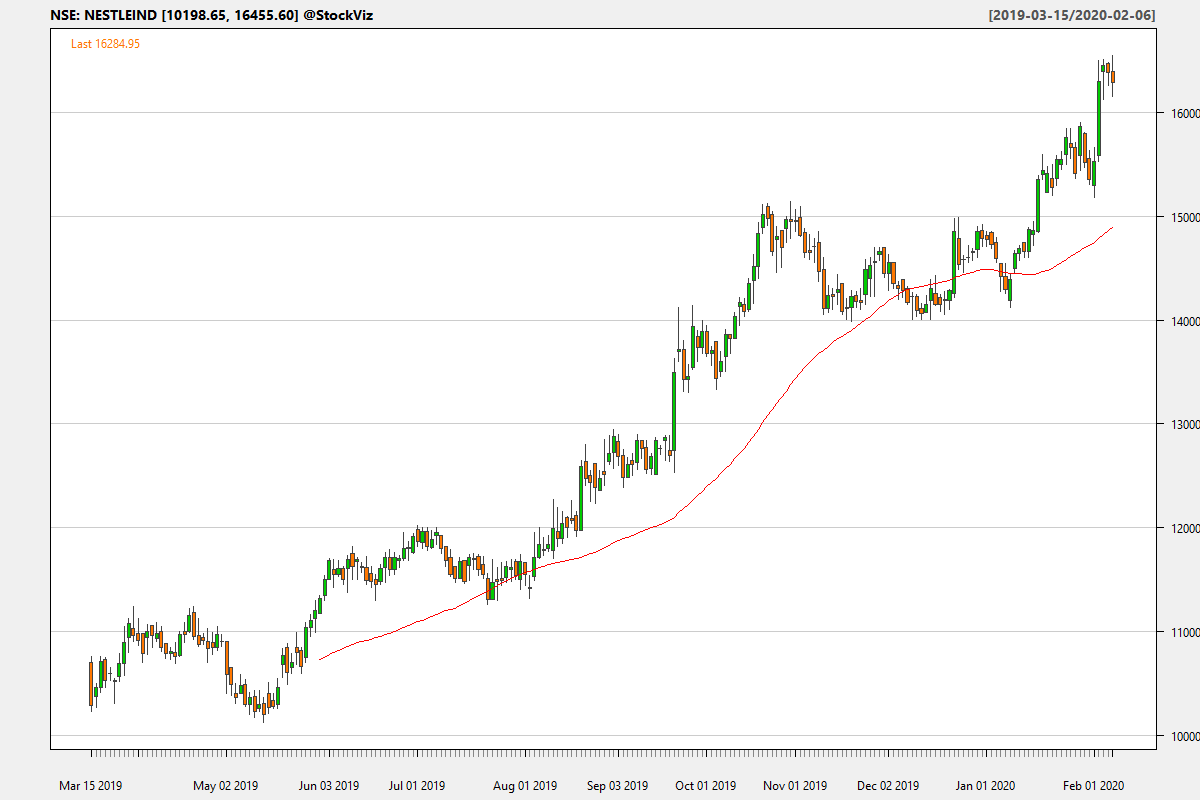 NSE: NESTLEIND [10198.65, 16455.60] @StockViz
[2019-03-15/2020-02-06]
Last 16284.95
16000
15000
14000
13000
12000
11000
10000
Mar 15 2019 May 02 2019 Jun 03 2019 Jul 01 2019 Aug 01 2019 Sep 03 2019 Oct 01 2019 Nov 01 2019 Dec 02 2019 Jan 01 2020 Feb 01 2020